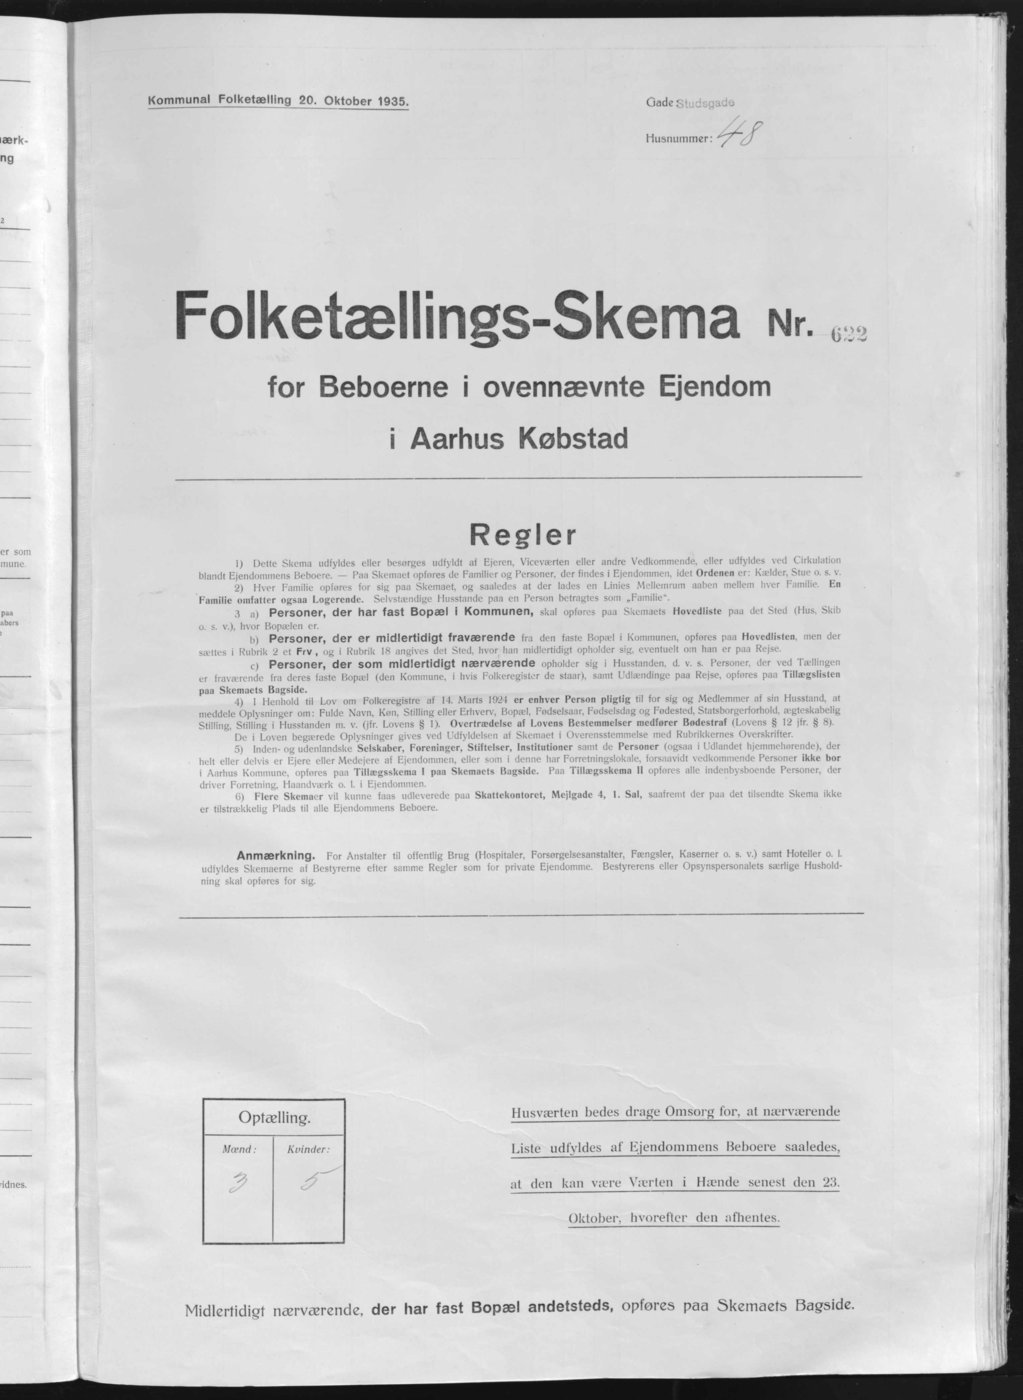 Kommunal Folketælling 20. Oktober 1935.
Gade: Studsgade
Husnummer: 48
Folketællings-Skema Nr. 622
for Beboerne i ovennævnte Ejendom
i Aarhus Købstad
Regler
1) Dette Skema udfyldes eller besørges udfyldt af Ejeren, Viceværten eller andre Vedkommende, eller udfyldes ved Cirkulation
blandt Ejendommens Beboere. — Paa Skemaet opføres de Familier og Personer, der findes i Ejendommen, idet Ordenen er: Kælder, Stue o. s. v.
2) Hver Familie opføres for sig paa Skemaet, og saaledes at der lades en Linies Mellemrum aaben mellem hver Familie. En
Familie omfatter ogsaa Logerende. Selvstændige Husstande paa en Person betragtes som „Familie“.
3 a) Personer, der har fast Bopæl i Kommunen, skal opføres paa Skemaets Hovedliste paa det Sted (Hus, Skib
o. s. v.), hvor Bopælen er.
b) Personer, der er midlertidigt fraværende fra den faste Bopæl i Kommunen, opføres paa Hovedlisten, men der
sættes i Rubrik 2 et Frv, og i Rubrik 18 angives det Sted, hvor han midlertidigt opholder sig, eventuelt om han er paa Rejse.
c) Personer, der som midlertidigt nærværende opholder sig i Husstanden, d. v. s. Personer, der ved Tællingen
er fraværende fra deres faste Bopæl (den Kommune, i hvis Folkeregister de staar), samt Udlændinge paa Rejse, opføres paa Tillægslisten
paa Skemaets Bagside.
4) I Henhold til Lov om Folkeregistre af 14. Marts 1924 er enhver Person pligtig til for sig og Medlemmer af sin Husstand, at
meddele Oplysninger om: Fulde Navn, Køn, Stilling eller Erhverv, Bopæl, Fødselsaar, Fødselsdag og Fødested, Statsborgerforhold, ægteskabelig
Stilling, Stilling i Husstanden m. v. (jfr. Lovens § 1). Overtrædelse af Lovens Bestemmelser medfører Bødestraf (Lovens § 12 jfr. § 8).
De i Loven begærede Oplysninger gives ved Udfyldelsen af Skemaet i Overensstemmelse med Rubrikkernes Overskrifter.
5) Inden- og udenlandske Selskaber, Foreninger, Stiftelser, Institutioner samt de Personer (ogsaa i Udlandet hjemmehørende), der
helt eller delvis er Ejere eller Medejere af Ejendommen, eller som i denne har Forretningslokale, forsaavidt vedkommende Personer ikke bor
i Aarhus Kommune, opføres paa Tillægsskema I paa Skemaets Bagside. Paa Tillægsskema II opføres alle indenbysboende Personer, der
driver Forretning, Haandværk o. l. i Ejendommen.
6) Flere Skemaer vil kunne faas udleverede paa Skattekontoret, Mejlgade 4, 1. Sal, saafremt der paa det tilsendte Skema ikke
er tilstrækkelig Plads til alle Ejendommens Beboere.
Anmærkning. For Anstalter til offentlig Brug (Hospitaler, Forsørgelsesanstalter, Fængsler, Kaserner o. s. v.) samt Hoteller o. l.
udfyldes Skemaerne af Bestyrerne efter samme Regler som for private Ejendomme. Bestyrerens eller Opsynspersonalets særlige Hushold-
ning skal opføres for sig.
Optælling.
Mænd: Kvinder:
3 5
Husværten bedes drage Omsorg for, at nærværende
Liste udfyldes af Ejendommens Beboere saaledes,
at den kan være Værten i Hænde senest den 23.
Oktober, hvorefter den afhentes.
Midlertidigt nærværende, der har fast Bopæl andetsteds, opføres paa Skemaets Bagside.